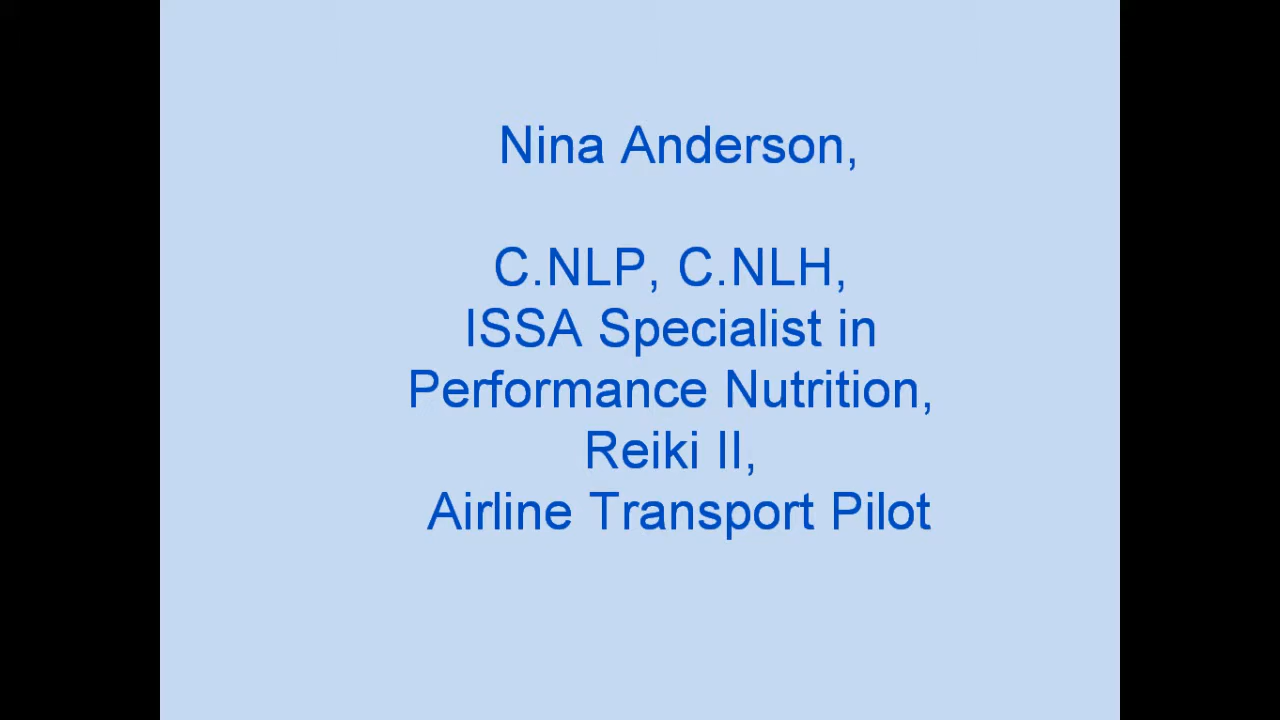 Nina Anderson,
C.NLP, C.NLH,
ISSA Specialist in
Performance Nutrition,
Reiki II,
Airline Transport Pilot